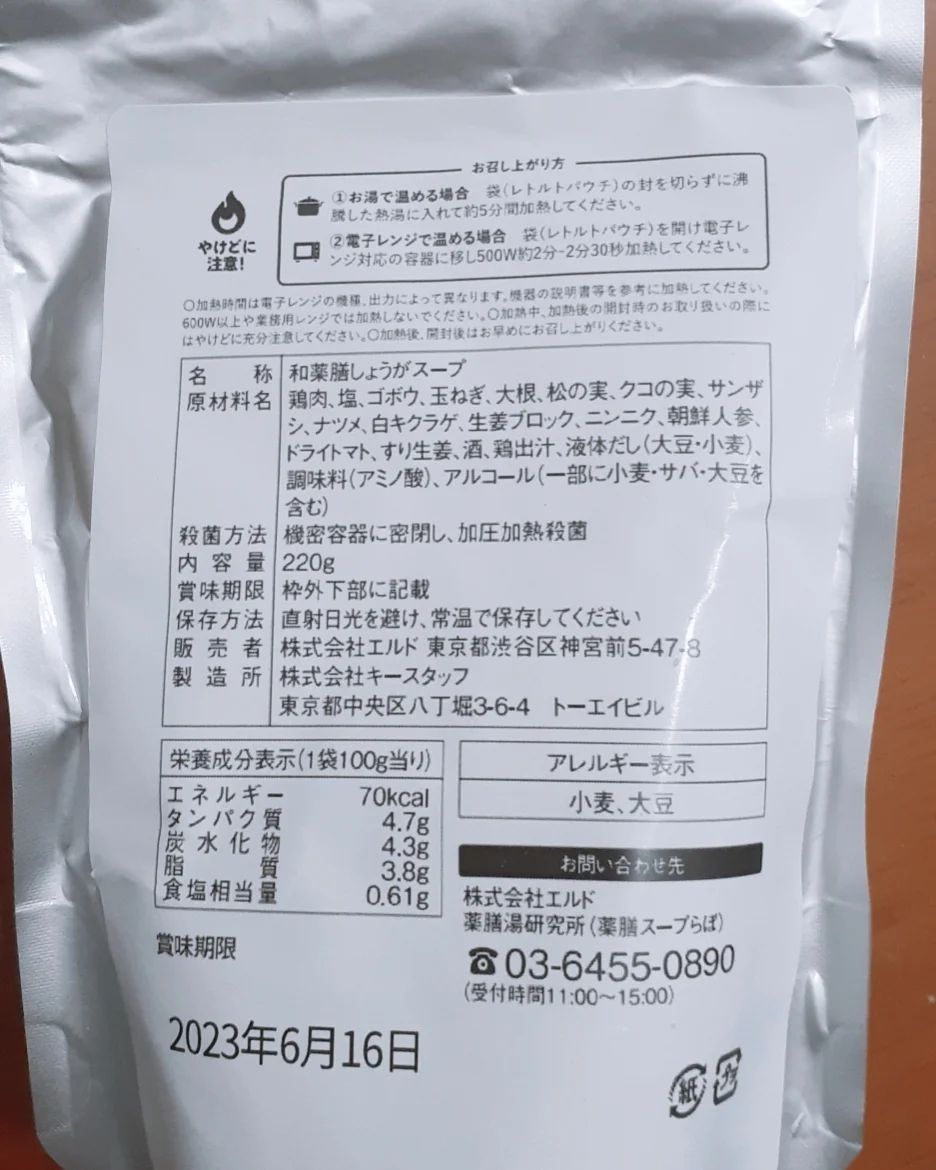 お召し上がり方
①お湯で温める場合 袋(レトルトパウチ)の封を切らずに沸
騰した熱湯に入れて約5分間加熱してください。
②電子レンジで温める場合 袋(レトルトパウチ)を開け電子レ
ンジ対応の容器に移し500W約2分-2分30秒加熱してください。
やけどに
注意!
〇加熱時間は電子レンジの機種、出力によって異なります。機器の説明書等を参考に加熱してください。
600W以上や業務用レンジでは加熱しないでください。〇加熱中、加熱後の開封時のお取り扱いの際に
はやけどに充分注意してください。〇加熱後、開封後はお早めにお召し上がりください。
名称 和薬膳しょうがスープ
原材料名 鶏肉、塩、ゴボウ、玉ねぎ、大根、松の実、クコの実、サンザ
シ、ナツメ、白キクラゲ、生姜ブロック、ニンニク、朝鮮人参、
ドライトマト、すり生姜、酒、鶏出汁、液体だし(大豆・小麦)、
調味料(アミノ酸)、アルコール(一部に小麦・サバ・大豆を
含む)
殺菌方法 機密容器に密閉し、加圧加熱殺菌
内容量 220g
賞味期限 枠外下部に記載
保存方法 直射日光を避け、常温で保存してください
販売者 株式会社エルド 東京都渋谷区神宮前5-47-8
製造所 株式会社キースタッフ
東京都中央区八丁堀3-6-4 トーエイビル
栄養成分表示(1袋100g当り)
エネルギー 70kcal
タンパク質 4.7g
炭水化物 4.3g
脂質 3.8g
食塩相当量 0.61g
アレルギー表示
小麦、大豆
お問い合わせ先
株式会社エルド
薬膳湯研究所(薬膳スープらぼ)
03-6455-0890
(受付時間11:00～15:00)
賞味期限
2023年6月16日
紙 プラ